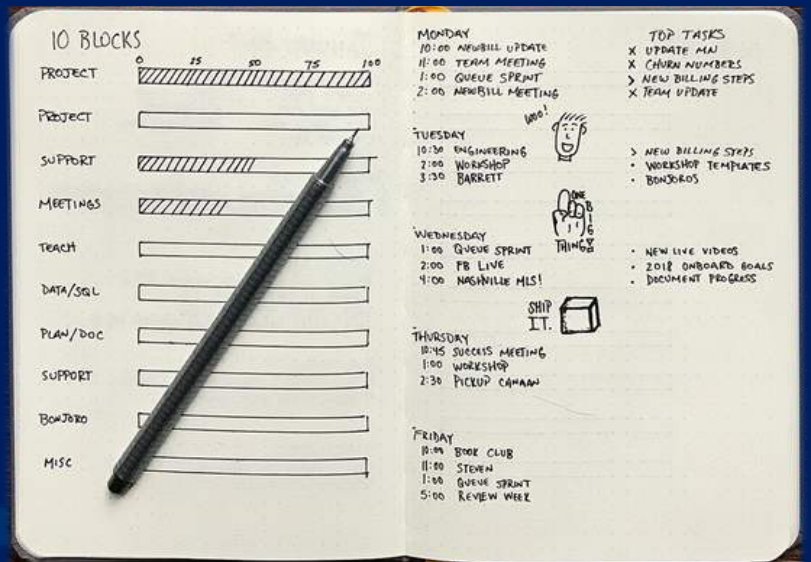 10 BLOCKS
0 25 50 75 100
PROJECT
PROJECT
SUPPORT
MEETINGS
TEACH
DATA/SQL
PLAN/DOC
SUPPORT
BONJORO
MISC
MONDAY
10:00 NEWBILL UPDATE
11:00 TEAM MEETING
1:00 QUEUE SPRINT
2:00 NEWBILL MEETING
TOP TASKS
X UPDATE MN
X CHURN NUMBERS
> NEW BILLING STEPS
X TEAM UPDATE
WOO!
TUESDAY
10:30 ENGINEERING
2:00 WORKSHOP
3:30 BARRETT
> NEW BILLING STEPS
• WORKSHOP TEMPLATES
• BONJOROS
ONE
BIG
THING
WEDNESDAY
1:00 QUEUE SPRINT
2:00 FB LIVE
4:00 NASHVILLE MLS!
• NEW LIVE VIDEOS
• 2018 ONBOARD GOALS
• DOCUMENT PROGRESS
SHIP
IT.
THURSDAY
10:45 SUCCESS MEETING
1:00 WORKSHOP
2:30 PICKUP CANAAN
FRIDAY
10:00 BOOK CLUB
11:00 STEVEN
1:00 QUEUE SPRINT
5:00 REVIEW WEEK